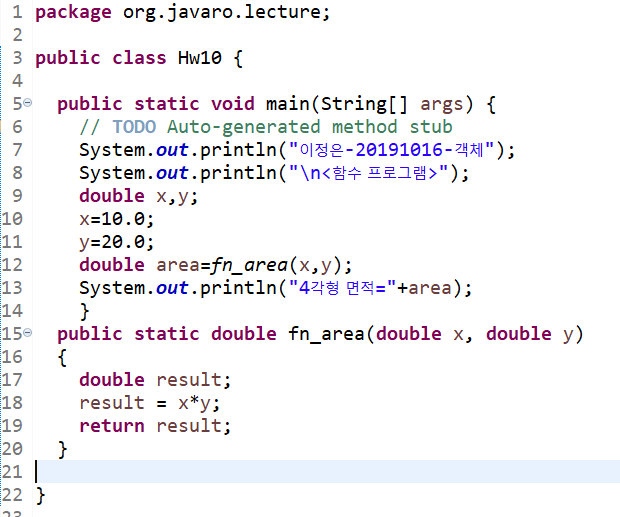 1 package org.javaro.lecture;
2
3 public class Hw10 {
4
5 public static void main(String[] args) {
6 // TODO Auto-generated method stub
7 System.out.println("이정은-20191016-객체");
8 System.out.println("\n<함수 프로그램>");
9 double x,y;
10 x=10.0;
11 y=20.0;
12 double area=fn_area(x,y);
13 System.out.println("4각형 면적="+area);
14 }
15 public static double fn_area(double x, double y)
16 {
17 double result;
18 result = x*y;
19 return result;
20 }
21
22 }
23